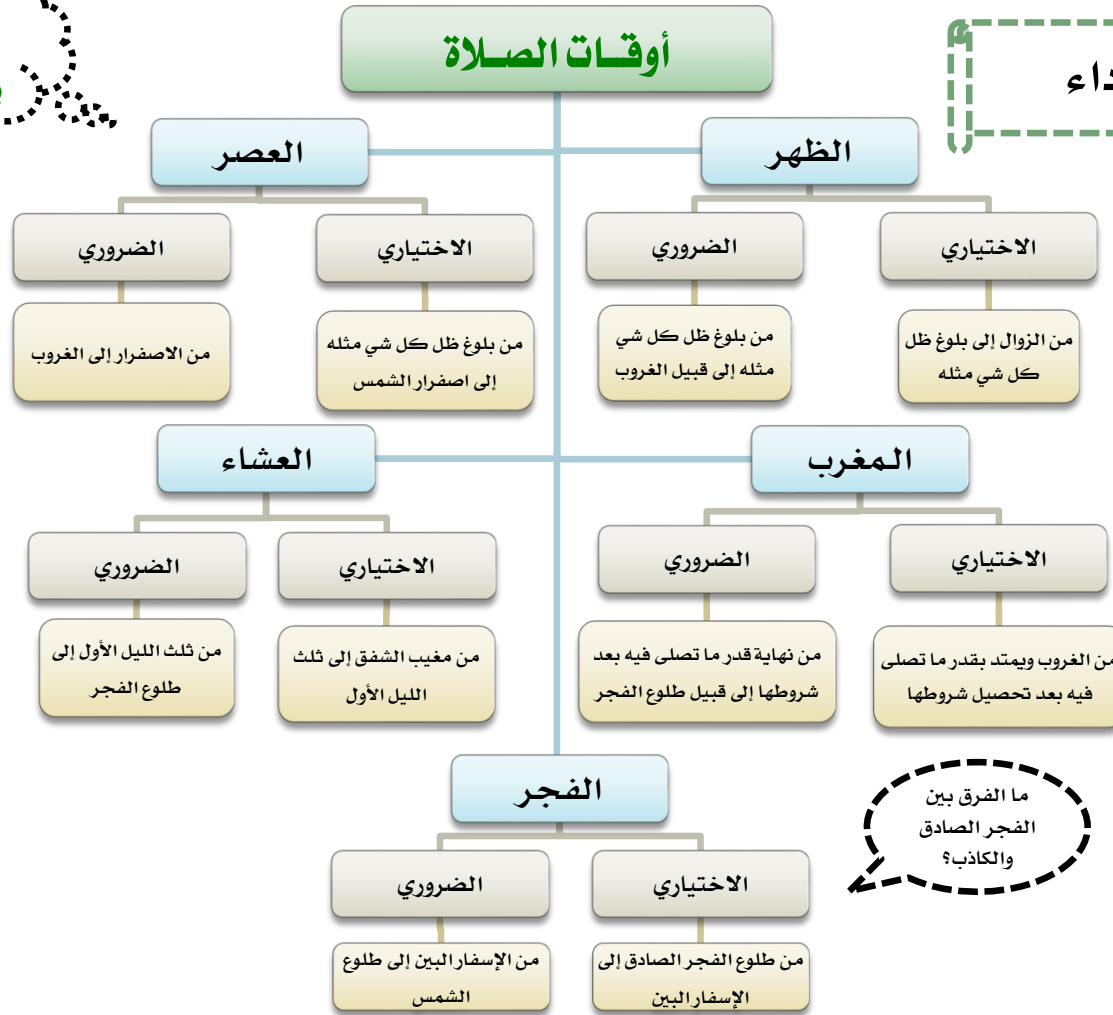 أوقات الصلاة
الظهر
الاختياري
من الزوال إلى بلوغ ظل
كل شي مثله
الضروري
من بلوغ ظل كل شي
مثله إلى قبيل الغروب
العصر
الاختياري
من بلوغ ظل كل شي مثله
إلى اصفرار الشمس
الضروري
من الاصفرار إلى الغروب
المغرب
الاختياري
من الغروب ويمتد بقدر ما تصلى
فيه بعد تحصيل شروطها
الضروري
من نهاية قدر ما تصلى فيه بعد
شروطها إلى قبيل طلوع الفجر
العشاء
الاختياري
من مغيب الشفق إلى ثلث
الليل الأول
الضروري
من ثلث الليل الأول إلى
طلوع الفجر
الفجر
الاختياري
من طلوع الفجر الصادق إلى
الإسفار البين
الضروري
من الإسفار البين إلى طلوع
الشمس
ما الفرق بين
الفجر الصادق
والكاذب؟